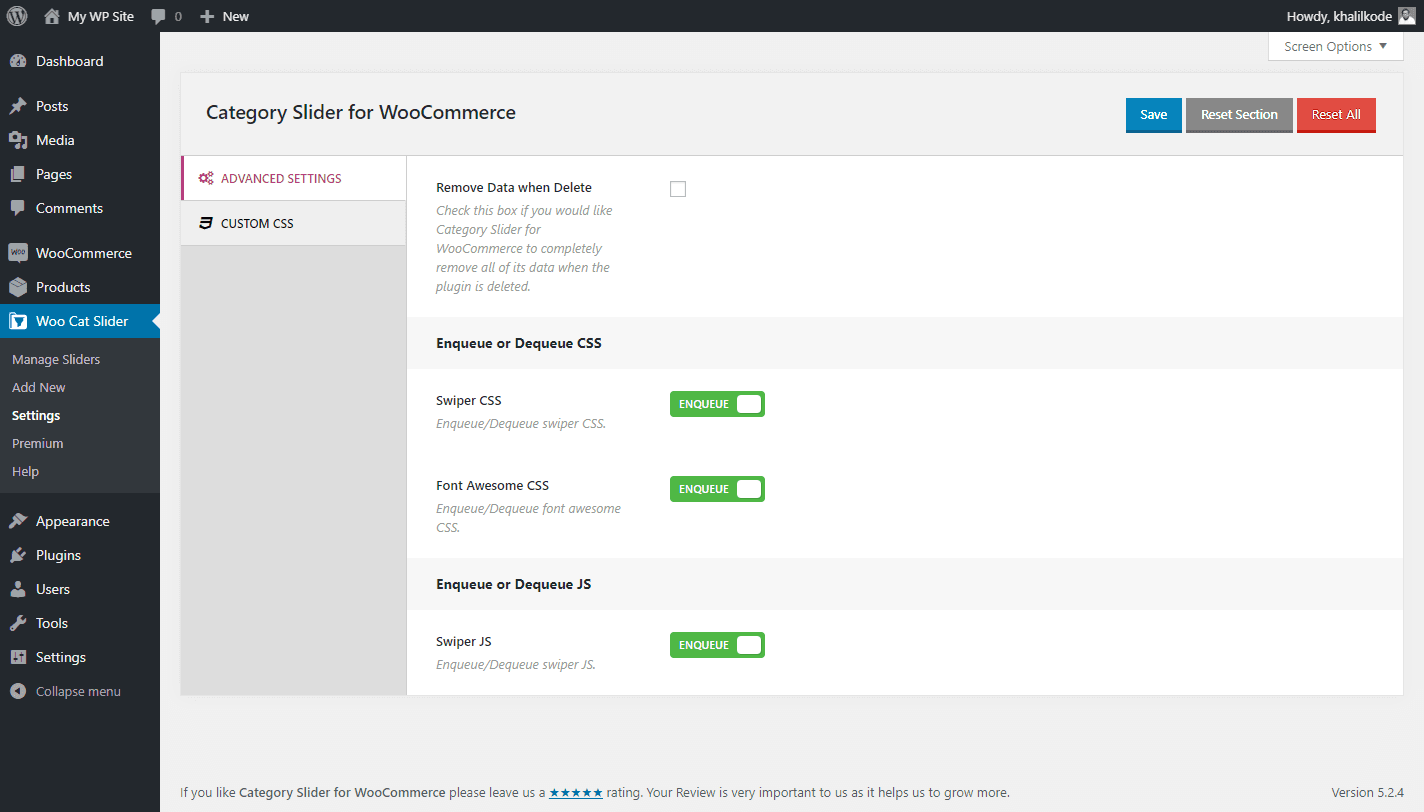 My WP Site 0 New Howdy, khalilkode
Screen Options
Dashboard
Posts
Media
Pages
Comments
WooCommerce
Products
Woo Cat Slider
Manage Sliders
Add New
Settings
Premium
Help
Appearance
Plugins
Users
Tools
Settings
Collapse menu
Category Slider for WooCommerce
Save Reset Section Reset All
ADVANCED SETTINGS
CUSTOM CSS
Remove Data when Delete
Check this box if you would like
Category Slider for
WooCommerce to completely
remove all of its data when the
plugin is deleted.
Enqueue or Dequeue CSS
Swiper CSS
Enqueue/Dequeue swiper CSS.
ENQUEUE
Font Awesome CSS
Enqueue/Dequeue font awesome
CSS.
ENQUEUE
Enqueue or Dequeue JS
Swiper JS
Enqueue/Dequeue swiper JS.
ENQUEUE
If you like Category Slider for WooCommerce please leave us a ★★★★★ rating. Your Review is very important to us as it helps us to grow more. Version 5.2.4